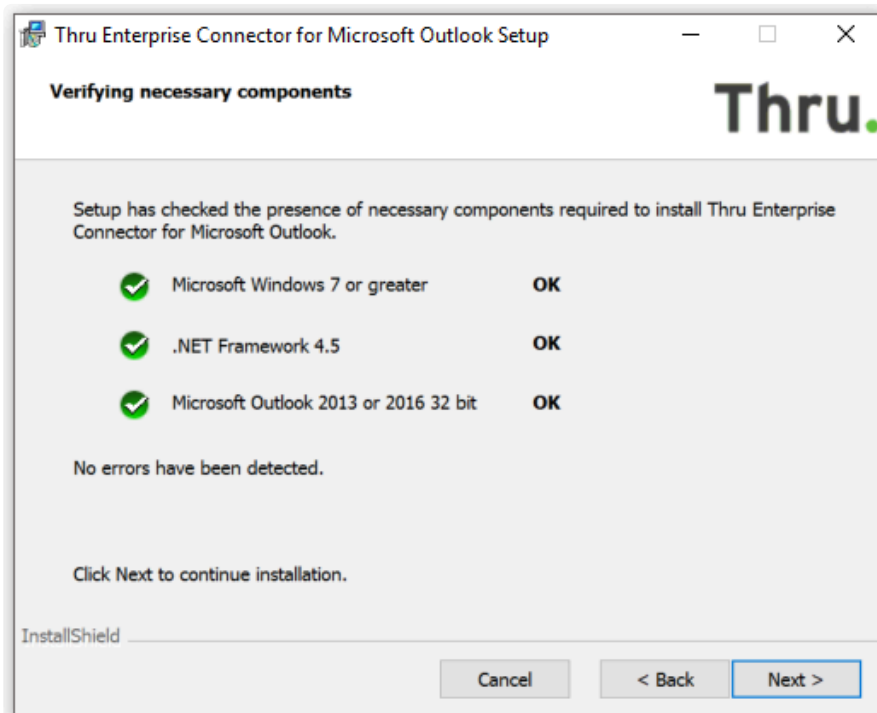 Thru Enterprise Connector for Microsoft Outlook Setup
Verifying necessary components
Thru.
Setup has checked the presence of necessary components required to install Thru Enterprise
Connector for Microsoft Outlook.
Microsoft Windows 7 or greater OK
.NET Framework 4.5 OK
Microsoft Outlook 2013 or 2016 32 bit OK
No errors have been detected.
Click Next to continue installation.
InstallShield
Cancel < Back Next >